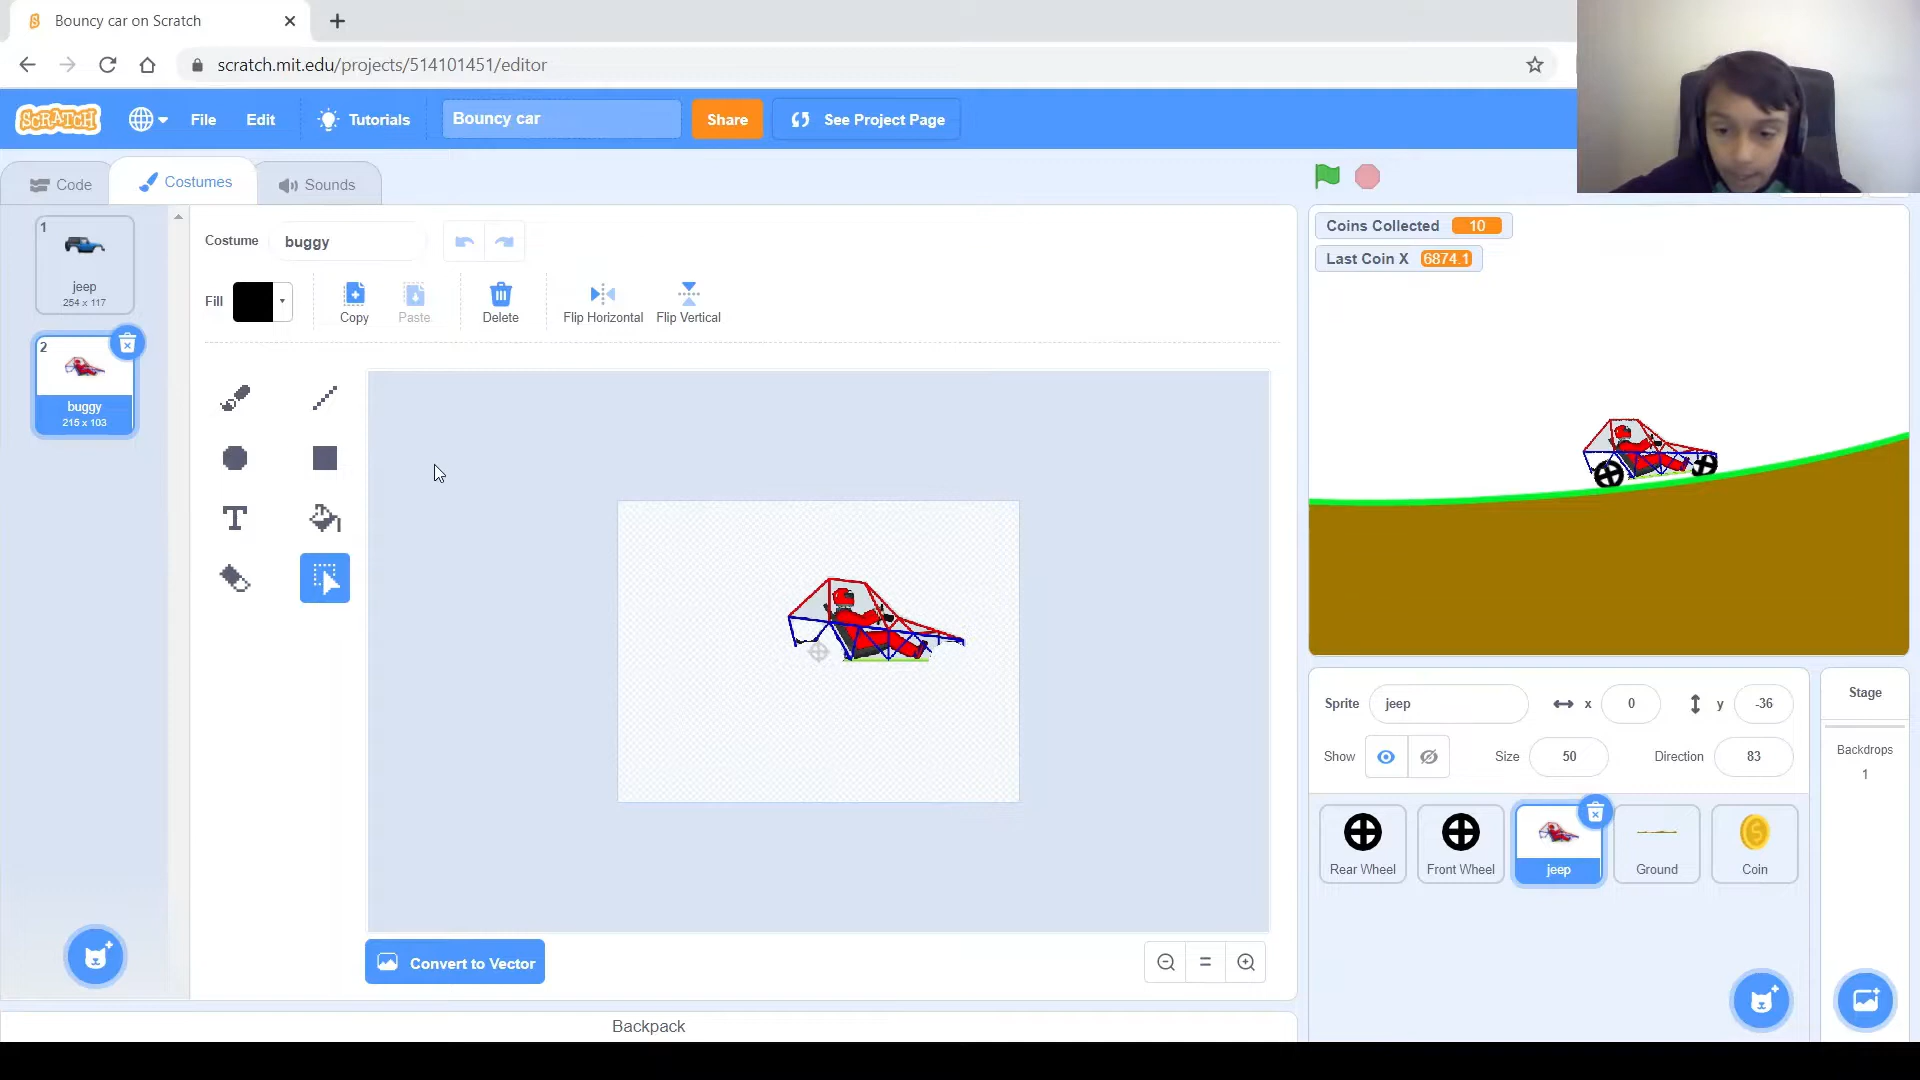 Bouncy car on Scratch
scratch.mit.edu/projects/514101451/editor
SCRATCH
File
Edit
Tutorials
Bouncy car
Share
See Project Page
Code
Costumes
Sounds
1
jeep
254 x 117
2
buggy
215 x 103
Costume
buggy
Fill
Copy
Paste
Delete
Flip Horizontal
Flip Vertical
T
Convert to Vector
Backpack
Coins Collected 10
Last Coin X 6874.1
Sprite
jeep
x
0
y
-36
Show
Size
50
Direction
83
Rear Wheel
Front Wheel
jeep
Ground
Coin
Stage
Backdrops
1